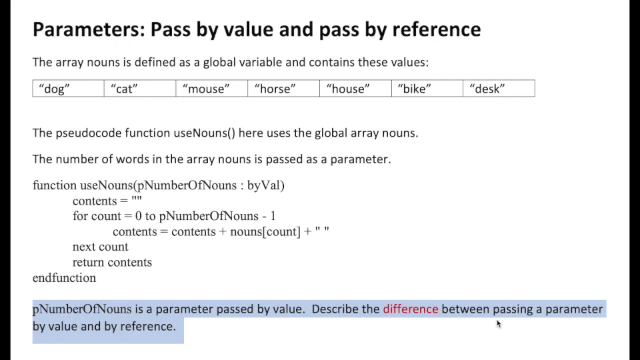 Parameters: Pass by value and pass by reference
The array nouns is defined as a global variable and contains these values:
“dog” “cat” “mouse” “horse” “house” “bike” “desk”
The pseudocode function useNouns() here uses the global array nouns.
The number of words in the array nouns is passed as a parameter.
function useNouns(pNumberOfNouns : byVal)
contents = ""
for count = 0 to pNumberOfNouns - 1
contents = contents + nouns[count] + " "
next count
return contents
endfunction
pNumberOfNouns is a parameter passed by value. Describe the difference between passing a parameter
by value and by reference.